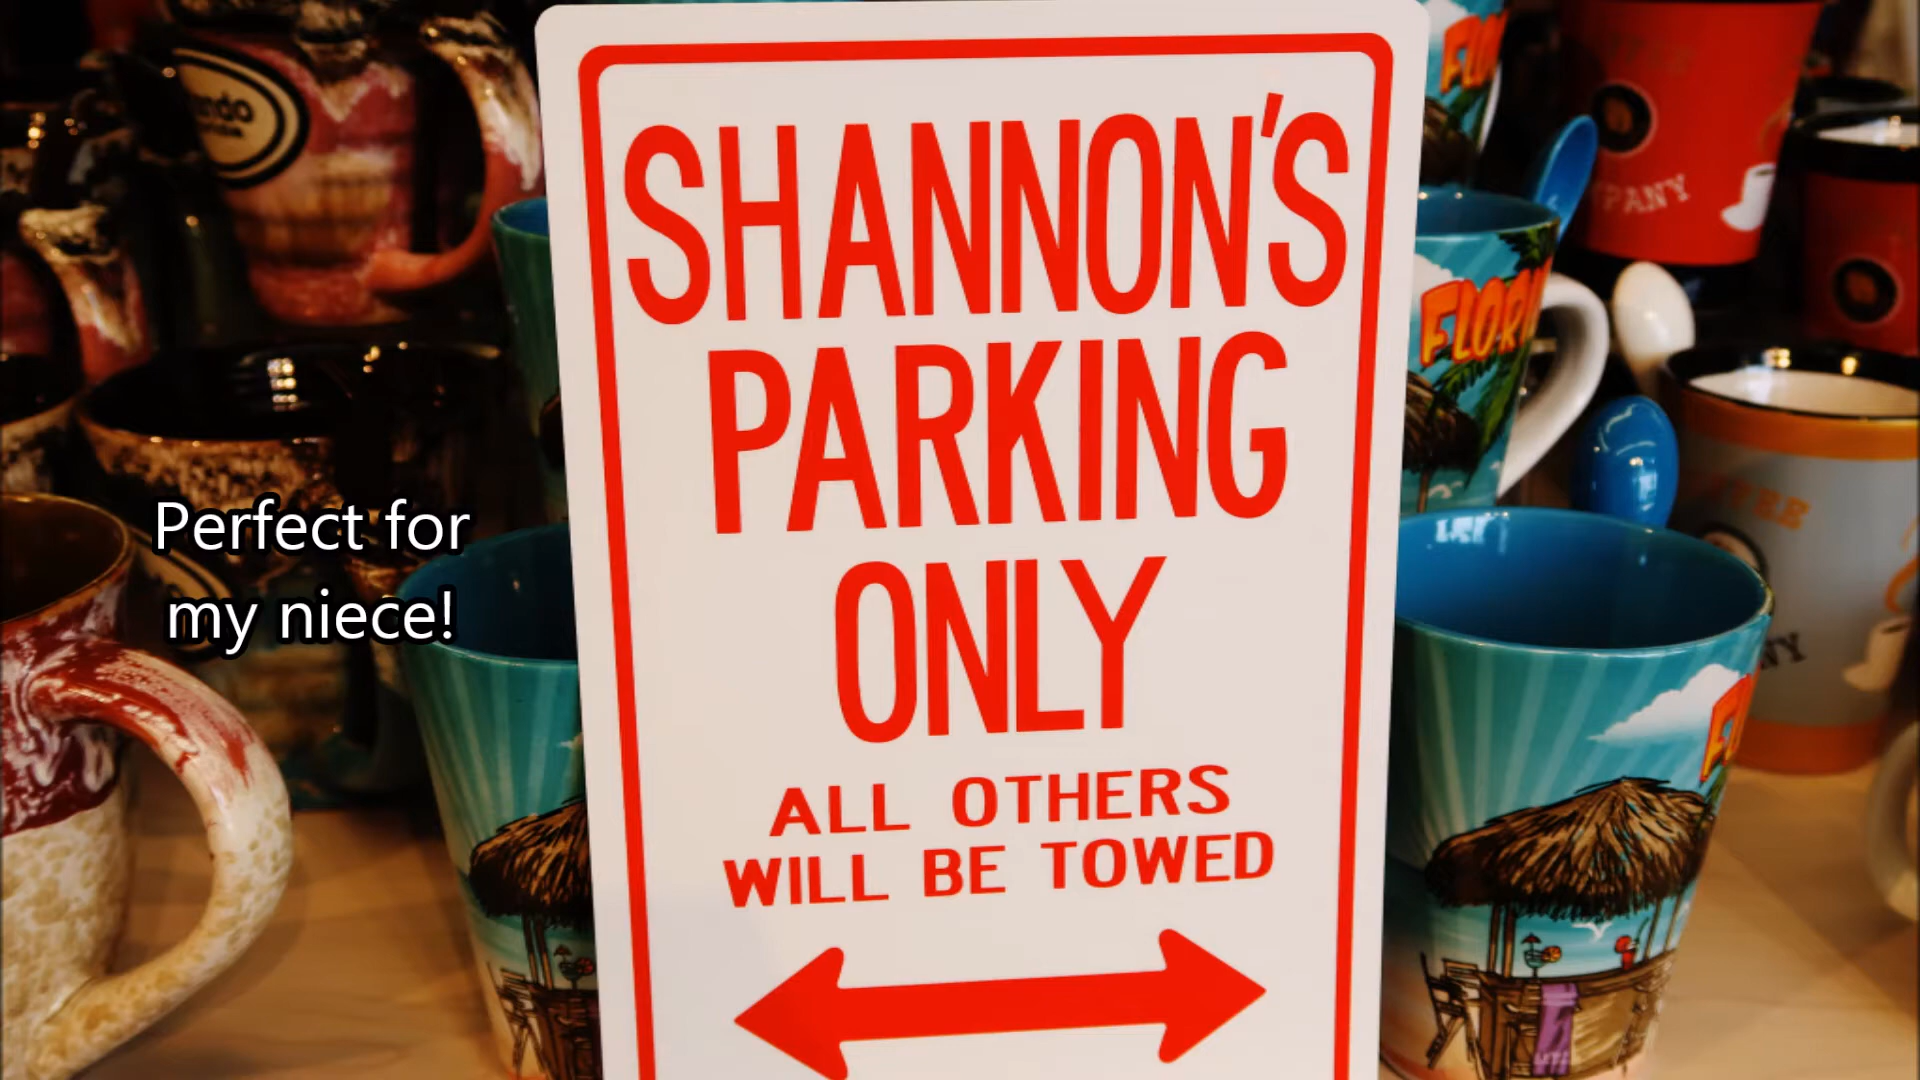 SHANNON'S
PARKING
ONLY
ALL OTHERS
WILL BE TOWED
Perfect for
my niece!